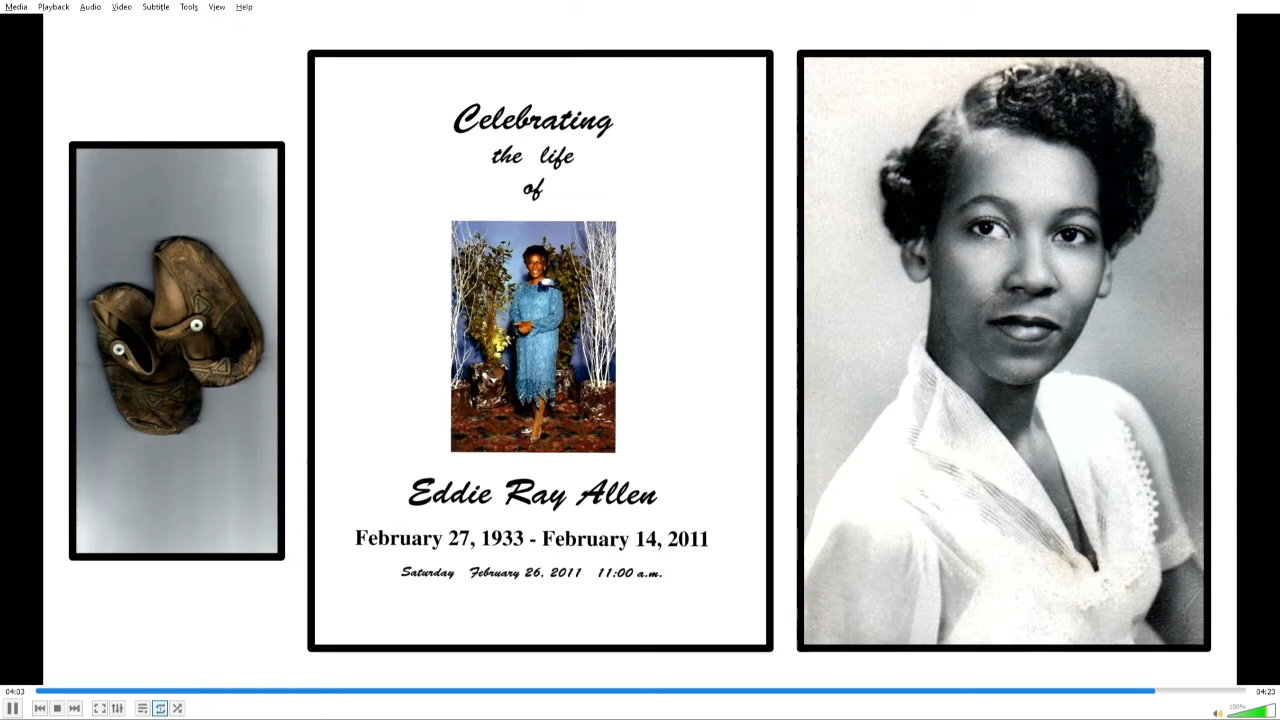 Media Playback Audio Video Subtitle Tools View Help
Celebrating
the life
of
Eddie Ray Allen
February 27, 1933 - February 14, 2011
Saturday February 26, 2011 11:00 a.m.
04:03
04:23
100%